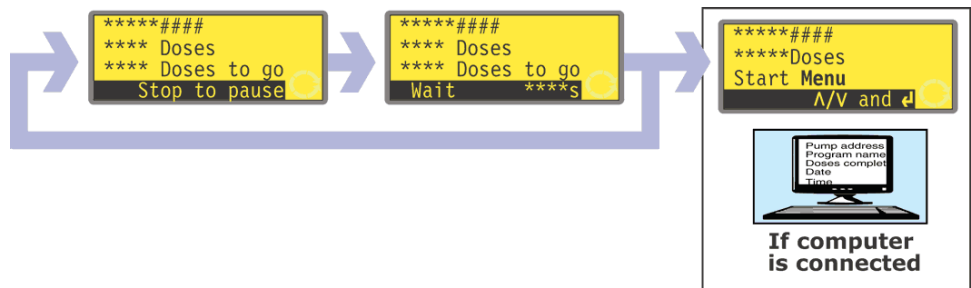 *****####
**** Doses
**** Doses to go
Stop to pause
*****####
**** Doses
**** Doses to go
Wait ****s
*****####
*****Doses
Start Menu
Λ/V and ↲
Pump address
Program name
Doses complet
Date
Time
If computer
is connected